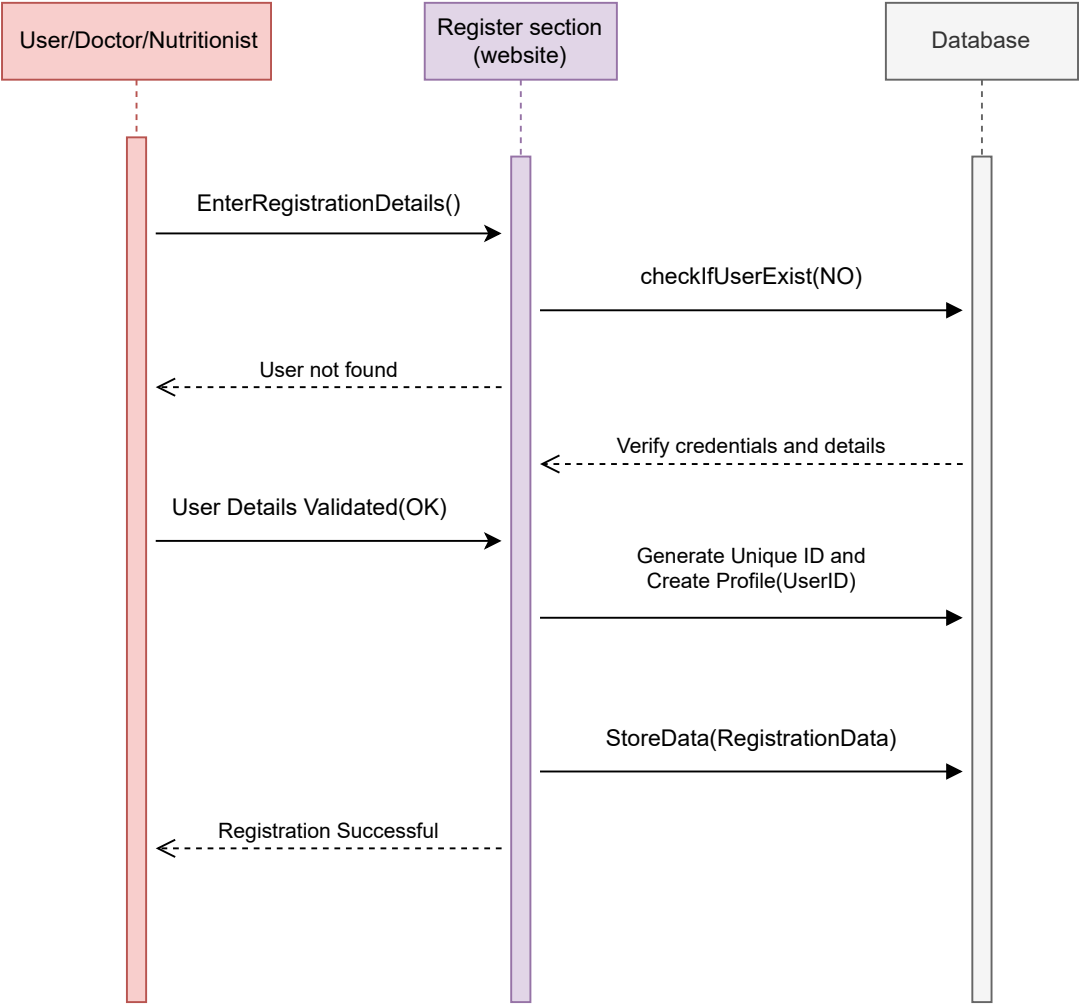 User/Doctor/Nutritionist
Register section
(website)
Database
EnterRegistrationDetails()
checkIfUserExist(NO)
User not found
Verify credentials and details
User Details Validated(OK)
Generate Unique ID and
Create Profile(UserID)
StoreData(RegistrationData)
Registration Successful